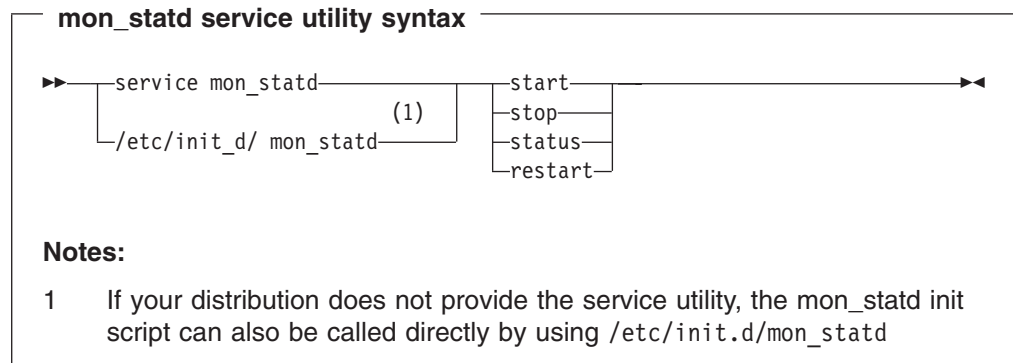 mon_statd service utility syntax
service mon_statd
start
(1)
stop
/etc/init_d/ mon_statd
status
restart
Notes:
1 If your distribution does not provide the service utility, the mon_statd init
script can also be called directly by using /etc/init.d/mon_statd